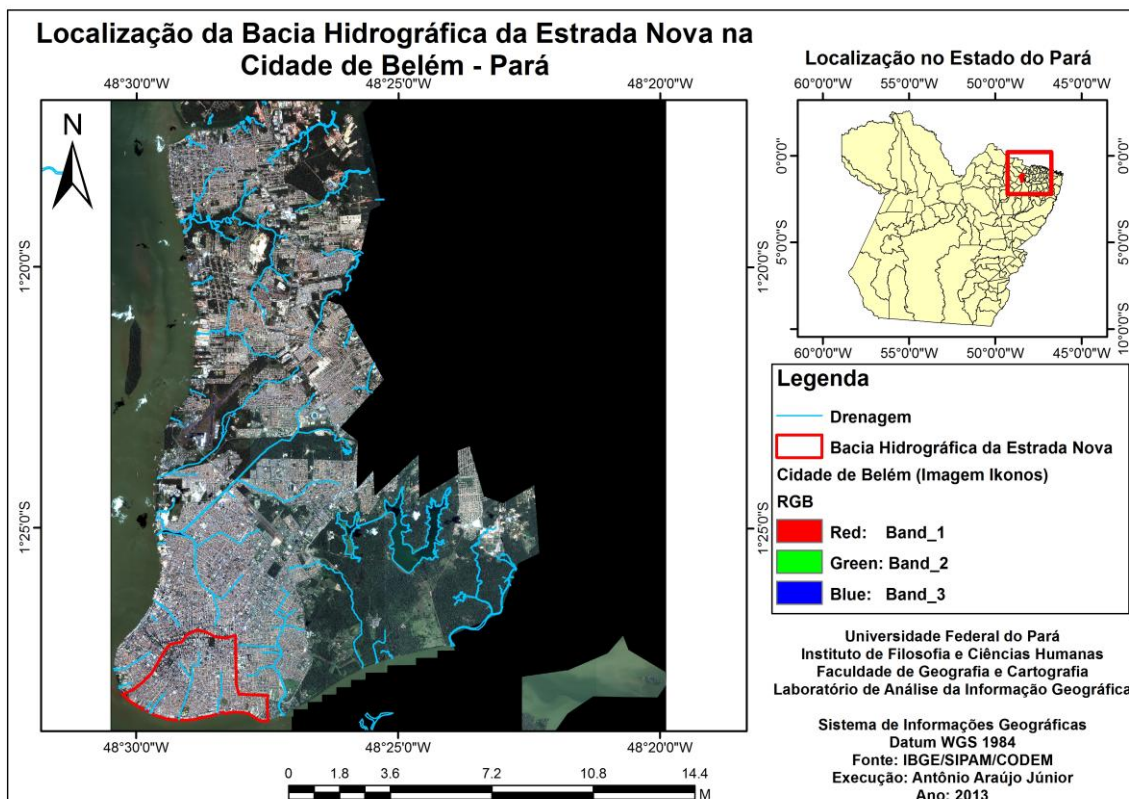 Localização da Bacia Hidrográfica da Estrada Nova na
Cidade de Belém - Pará
48°30'0"W 48°25'0"W 48°20'0"W
N
1°20'0"S
1°20'0"S
1°25'0"S
1°25'0"S
48°30'0"W 48°25'0"W 48°20'0"W
0 1.8 3.6 7.2 10.8 14.4
M
Localização no Estado do Pará
60°0'0"W 55°0'0"W 50°0'0"W 45°0'0"W
0°0'0"
0°0'0"
5°0'0"S
5°0'0"S
10°0'0"S
60°0'0"W 55°0'0"W 50°0'0"W 45°0'0"W
Legenda
Drenagem
Bacia Hidrográfica da Estrada Nova
Cidade de Belém (Imagem Ikonos)
RGB
Red: Band_1
Green: Band_2
Blue: Band_3
Universidade Federal do Pará
Instituto de Filosofia e Ciências Humanas
Faculdade de Geografia e Cartografia
Laboratório de Análise da Informação Geográfica
Sistema de Informações Geográficas
Datum WGS 1984
Fonte: IBGE/SIPAM/CODEM
Execução: Antônio Araújo Júnior
Ano: 2013